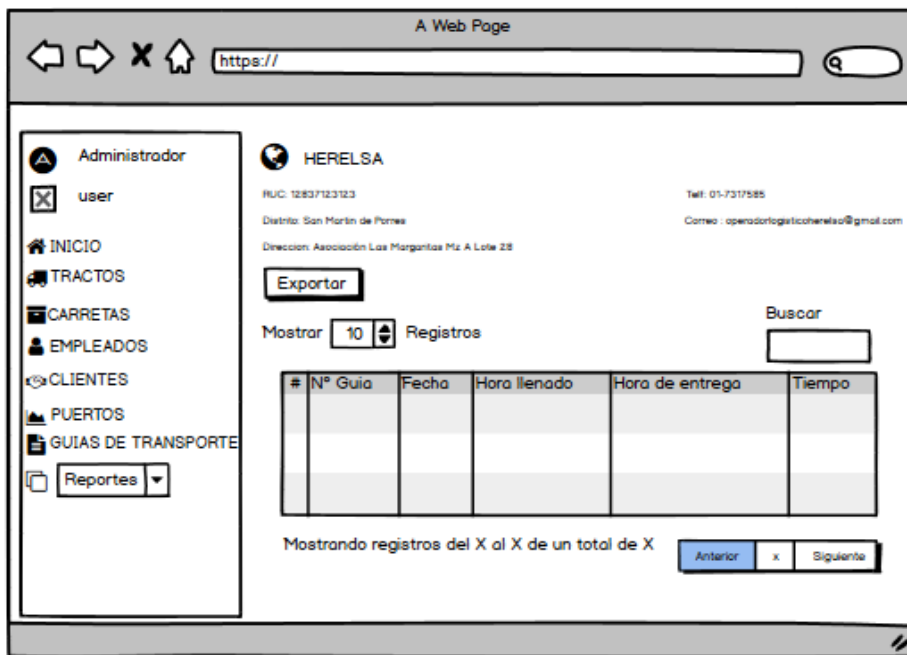 A Web Page
https://
Administrador
user
INICIO
TRACTOS
CARRETAS
EMPLEADOS
CLIENTES
PUERTOS
GUIAS DE TRANSPORTE
Reportes
HERELSA
RUC: 12837123123
Telf: 01-7317585
Distrito: San Martin de Porres
Correo : operadorlogisticoherelsa@gmail.com
Direccion: Asociación Las Margaritas Mz A Lote 28
Exportar
Mostrar 10 Registros
Buscar
# N° Guia Fecha Hora llenado Hora de entrega Tiempo
Mostrando registros del X al X de un total de X
Anterior x Siguiente